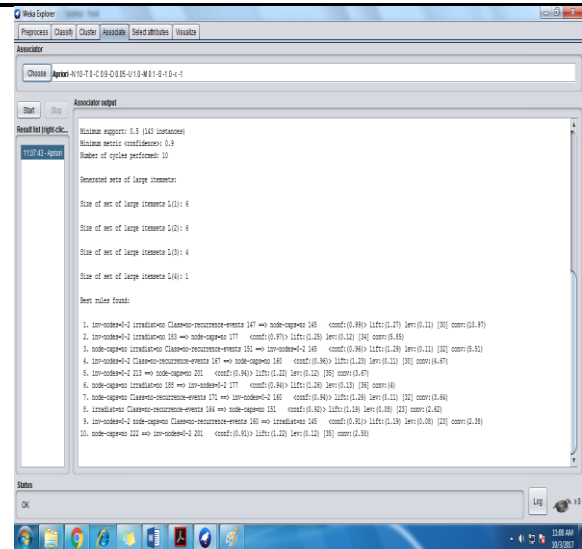 Weka Explorer
Preprocess Classify Cluster Associate Select attributes Visualize
Associator
Choose Apriori -N 10 -T 0 -C 0.9 -D 0.05 -U 1.0 -M 0.1 -S -1.0 -c -1
Start Stop
Associator output
Result list (right-clic...
11:07:43 - Apriori
Minimum support: 0.5 (143 instances)
Minimum metric <confidence>: 0.9
Number of cycles performed: 10
Generated sets of large itemsets:
Size of set of large itemsets L(1): 6
Size of set of large itemsets L(2): 6
Size of set of large itemsets L(3): 4
Size of set of large itemsets L(4): 1
Best rules found:
1. inv-nodes=0-2 irradiat=no Class=no-recurrence-events 147 ==> node-caps=no 145 <conf:(0.99)> lift:(1.27) lev:(0.11) [30] conv:(10.97)
2. inv-nodes=0-2 irradiat=no 183 ==> node-caps=no 177 <conf:(0.97)> lift:(1.25) lev:(0.12) [34] conv:(5.85)
3. node-caps=no irradiat=no Class=no-recurrence-events 151 ==> inv-nodes=0-2 145 <conf:(0.96)> lift:(1.29) lev:(0.11) [32] conv:(5.51)
4. inv-nodes=0-2 Class=no-recurrence-events 167 ==> node-caps=no 160 <conf:(0.96)> lift:(1.23) lev:(0.11) [30] conv:(4.67)
5. inv-nodes=0-2 213 ==> node-caps=no 201 <conf:(0.94)> lift:(1.22) lev:(0.12) [35] conv:(3.67)
6. node-caps=no irradiat=no 188 ==> inv-nodes=0-2 177 <conf:(0.94)> lift:(1.26) lev:(0.13) [36] conv:(4)
7. node-caps=no Class=no-recurrence-events 171 ==> inv-nodes=0-2 160 <conf:(0.94)> lift:(1.26) lev:(0.11) [32] conv:(3.64)
8. irradiat=no Class=no-recurrence-events 164 ==> node-caps=no 151 <conf:(0.92)> lift:(1.19) lev:(0.08) [23] conv:(2.62)
9. inv-nodes=0-2 node-caps=no Class=no-recurrence-events 160 ==> irradiat=no 145 <conf:(0.91)> lift:(1.19) lev:(0.08) [23] conv:(2.38)
10. node-caps=no 222 ==> inv-nodes=0-2 201 <conf:(0.91)> lift:(1.22) lev:(0.12) [35] conv:(2.58)
Status
OK
Log
x 0
11:08 AM
10/3/2017